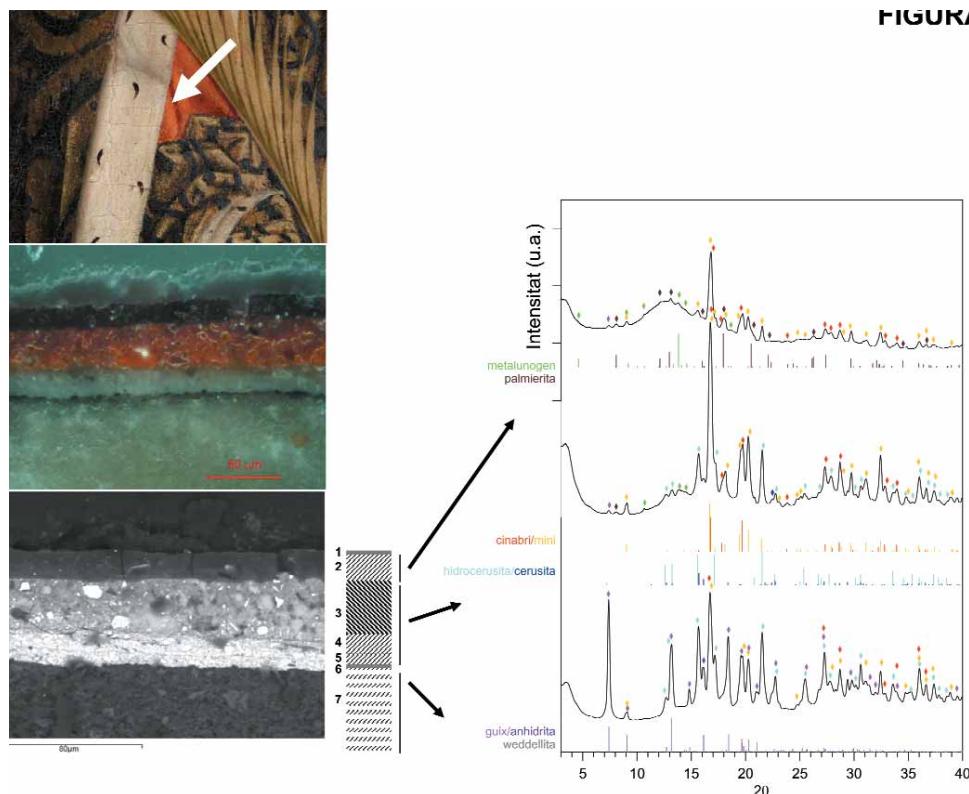 FIGURA
60 µm
1
2
3
4
5
6
7
80µm
Intensitat (u.a.)
metalunogen
palmierita
cinabri/mini
hidrocerusita/cerusita
guix/anhidrita
weddellita
5 10 15 20 25 30 35 40
2θ